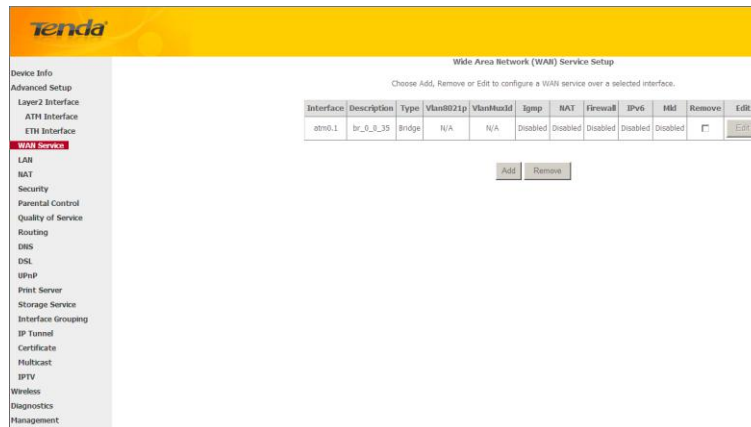 Tenda
Wide Area Network (WAN) Service Setup
Choose Add, Remove or Edit to configure a WAN service over a selected interface.
Interface Description Type Vlan8021p VlanMuxId Igmp NAT Firewall IPv6 Mld Remove Edit
atm0.1 br_0_0_35 Bridge N/A N/A Disabled Disabled Disabled Disabled Disabled Edit
Add Remove
Device Info
Advanced Setup
Layer2 Interface
ATM Interface
ETH Interface
WAN Service
LAN
NAT
Security
Parental Control
Quality of Service
Routing
DNS
DSL
UPnP
Print Server
Storage Service
Interface Grouping
IP Tunnel
Certificate
Multicast
IPTV
Wireless
Diagnostics
Management